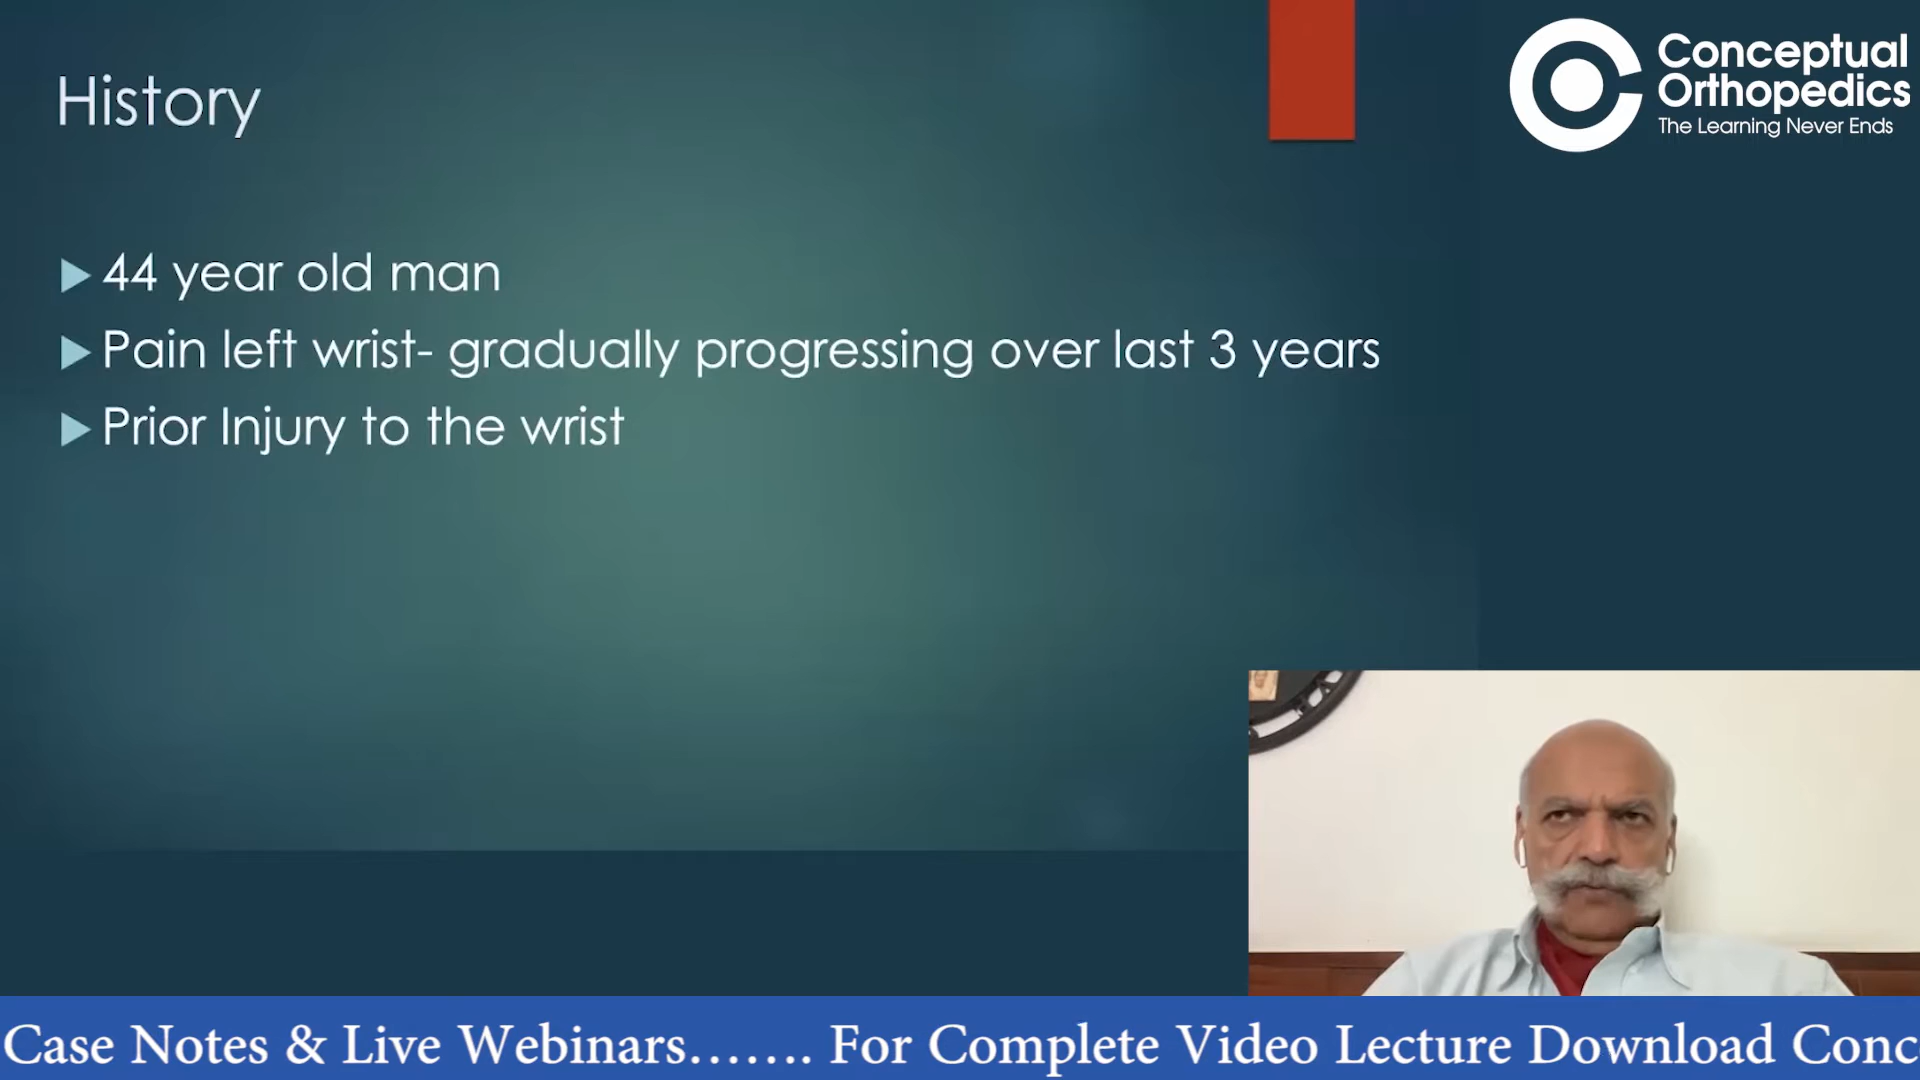 History
Conceptual
Orthopedics
The Learning Never Ends
44 year old man
Pain left wrist- gradually progressing over last 3 years
Prior Injury to the wrist
Case Notes & Live Webinars....... For Complete Video Lecture Download Conc